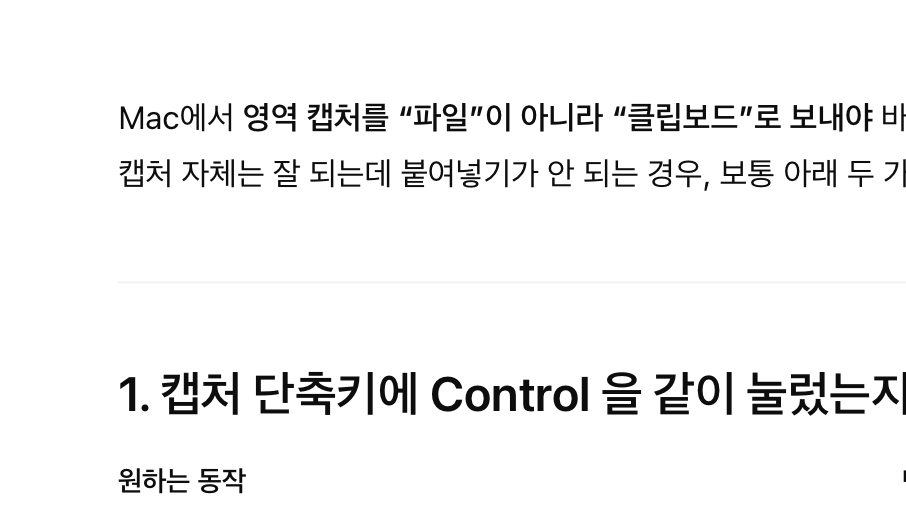 Mac에서 영역 캡처를 “파일”이 아니라 “클립보드”로 보내야 바
캡처 자체는 잘 되는데 붙여넣기가 안 되는 경우, 보통 아래 두 가
1. 캡처 단축키에 Control 을 같이 눌렀는지
원하는 동작